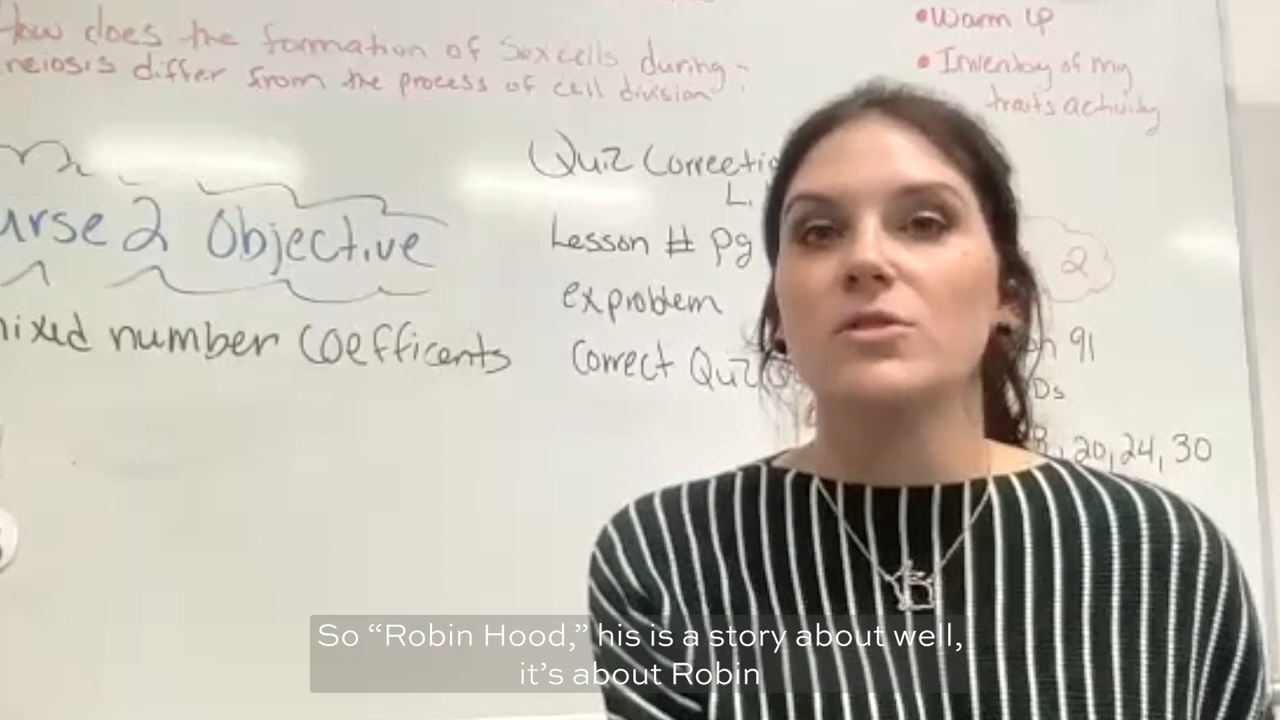 How does the formation of Sex cells during
meiosis differ from the process of cell division
• Warm up
• Inventory of my
traits activity
urse 2 Objective
mixed number Coefficents
Quiz Correctio
L.
Lesson # pg
ex problem
Correct Quiz
2
91
Ds
, 20, 24, 30
So “Robin Hood,” his is a story about well,
it’s about Robin